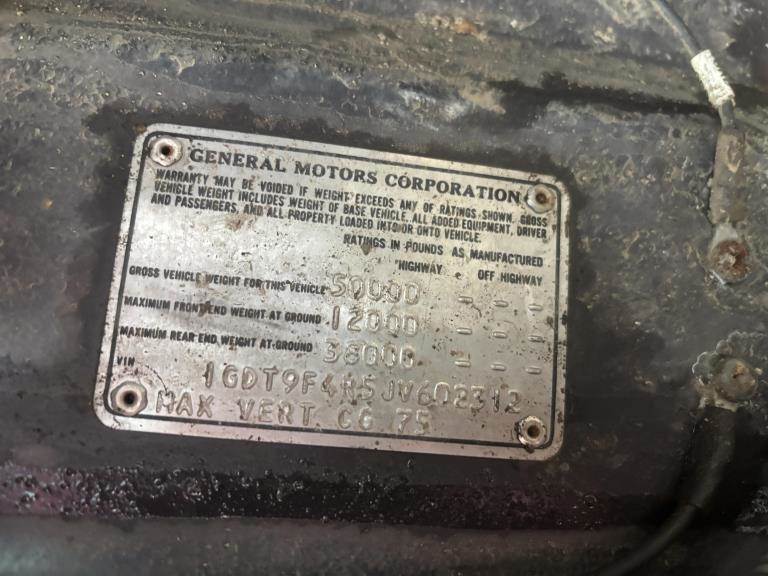 GENERAL MOTORS CORPORATION
WARRANTY MAY BE VOIDED IF WEIGHT EXCEEDS ANY OF RATINGS SHOWN. GROSS
VEHICLE WEIGHT INCLUDES WEIGHT OF BASE VEHICLE, ALL ADDED EQUIPMENT, DRIVER
AND PASSENGERS, AND ALL PROPERTY LOADED INTO OR ONTO VEHICLE.
RATINGS IN POUNDS AS MANUFACTURED
HIGHWAY OFF HIGHWAY
GROSS VEHICLE WEIGHT FOR THIS VEHICLE 50000 - - -
MAXIMUM FRONT END WEIGHT AT GROUND 12000 - - -
MAXIMUM REAR END WEIGHT AT GROUND 38000 - - -
VIN 1GDT9F4R5JV602312
MAX VERT. CG 75